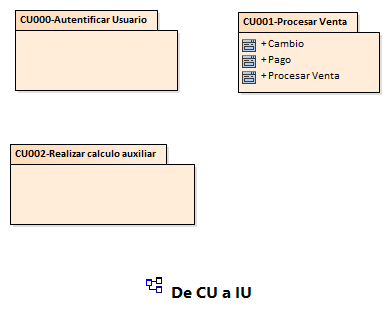 CU000-Autentificar Usuario
CU001-Procesar Venta
+ Cambio
+ Pago
+ Procesar Venta
CU002-Realizar calculo auxiliar
De CU a IU